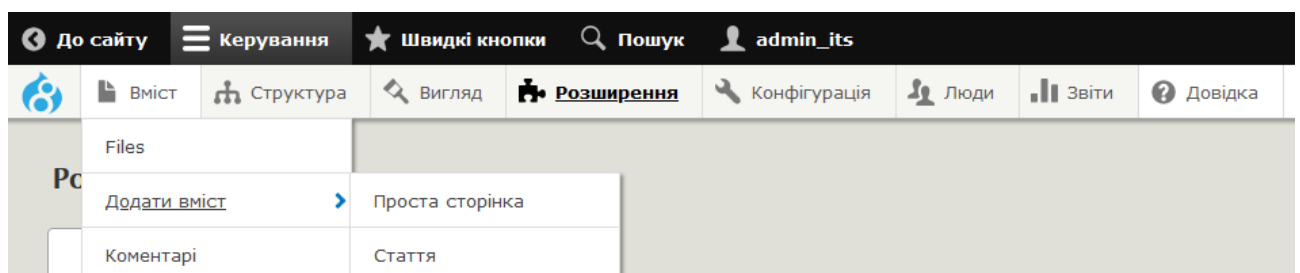 До сайту Керування Швидкі кнопки Пошук admin_its
Вміст Структура Вигляд Розширення Конфігурація Люди Звіти Довідка
Files
Ро
Додати вміст Проста сторінка
Коментарі Стаття